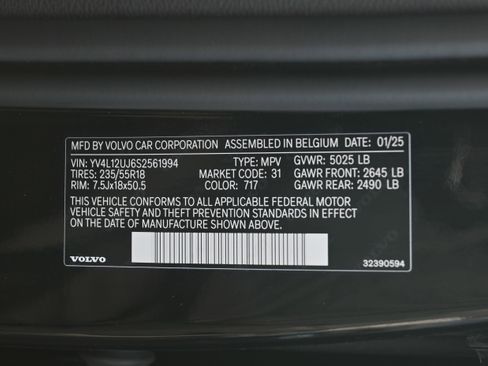 MFD BY VOLVO CAR CORPORATION ASSEMBLED IN BELGIUM DATE: 01/25
VIN: YV4L12UJ6S2561994 TYPE: MPV GVWR: 5025 LB
TIRES: 235/55R18 MARKET CODE: 31 GAWR FRONT: 2645 LB
RIM: 7.5Jx18x50.5 COLOR: 717 GAWR REAR: 2490 LB
THIS VEHICLE CONFORMS TO ALL APPLICABLE FEDERAL MOTOR
VEHICLE SAFETY AND THEFT PREVENTION STANDARDS IN EFFECT
ON THE DATE OF MANUFACTURE SHOWN ABOVE.
VOLVO 32390594